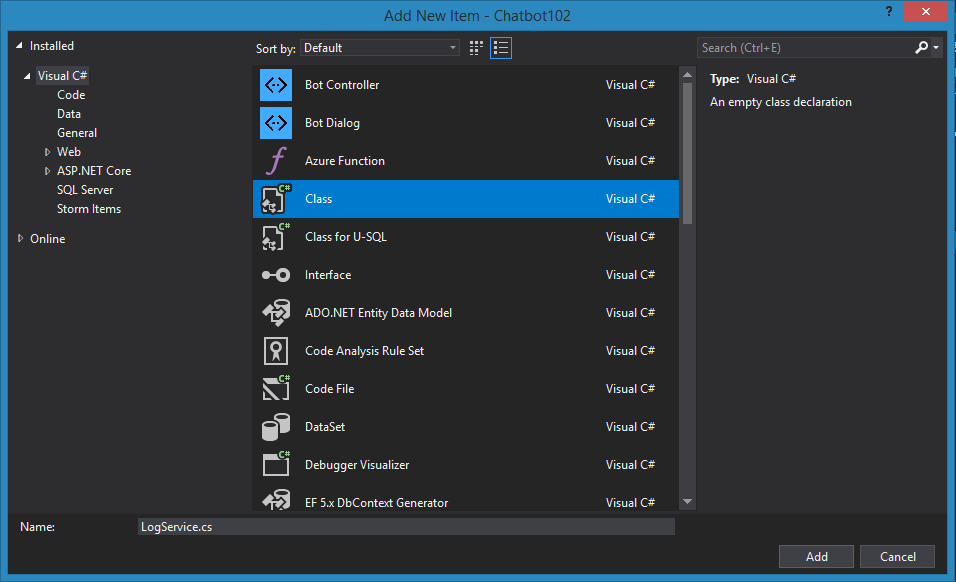 Add New Item - Chatbot102
?
Installed
Sort by: Default
Search (Ctrl+E)
Visual C#
Code
Data
General
Web
ASP.NET Core
SQL Server
Storm Items
Online
Bot Controller Visual C#
Bot Dialog Visual C#
Azure Function Visual C#
C# Class Visual C#
C# Class for U-SQL Visual C#
Interface Visual C#
ADO.NET Entity Data Model Visual C#
Code Analysis Rule Set Visual C#
C# Code File Visual C#
DataSet Visual C#
C# Debugger Visualizer Visual C#
EF 5.x DbContext Generator Visual C#
Type: Visual C#
An empty class declaration
Name: LogService.cs
Add Cancel